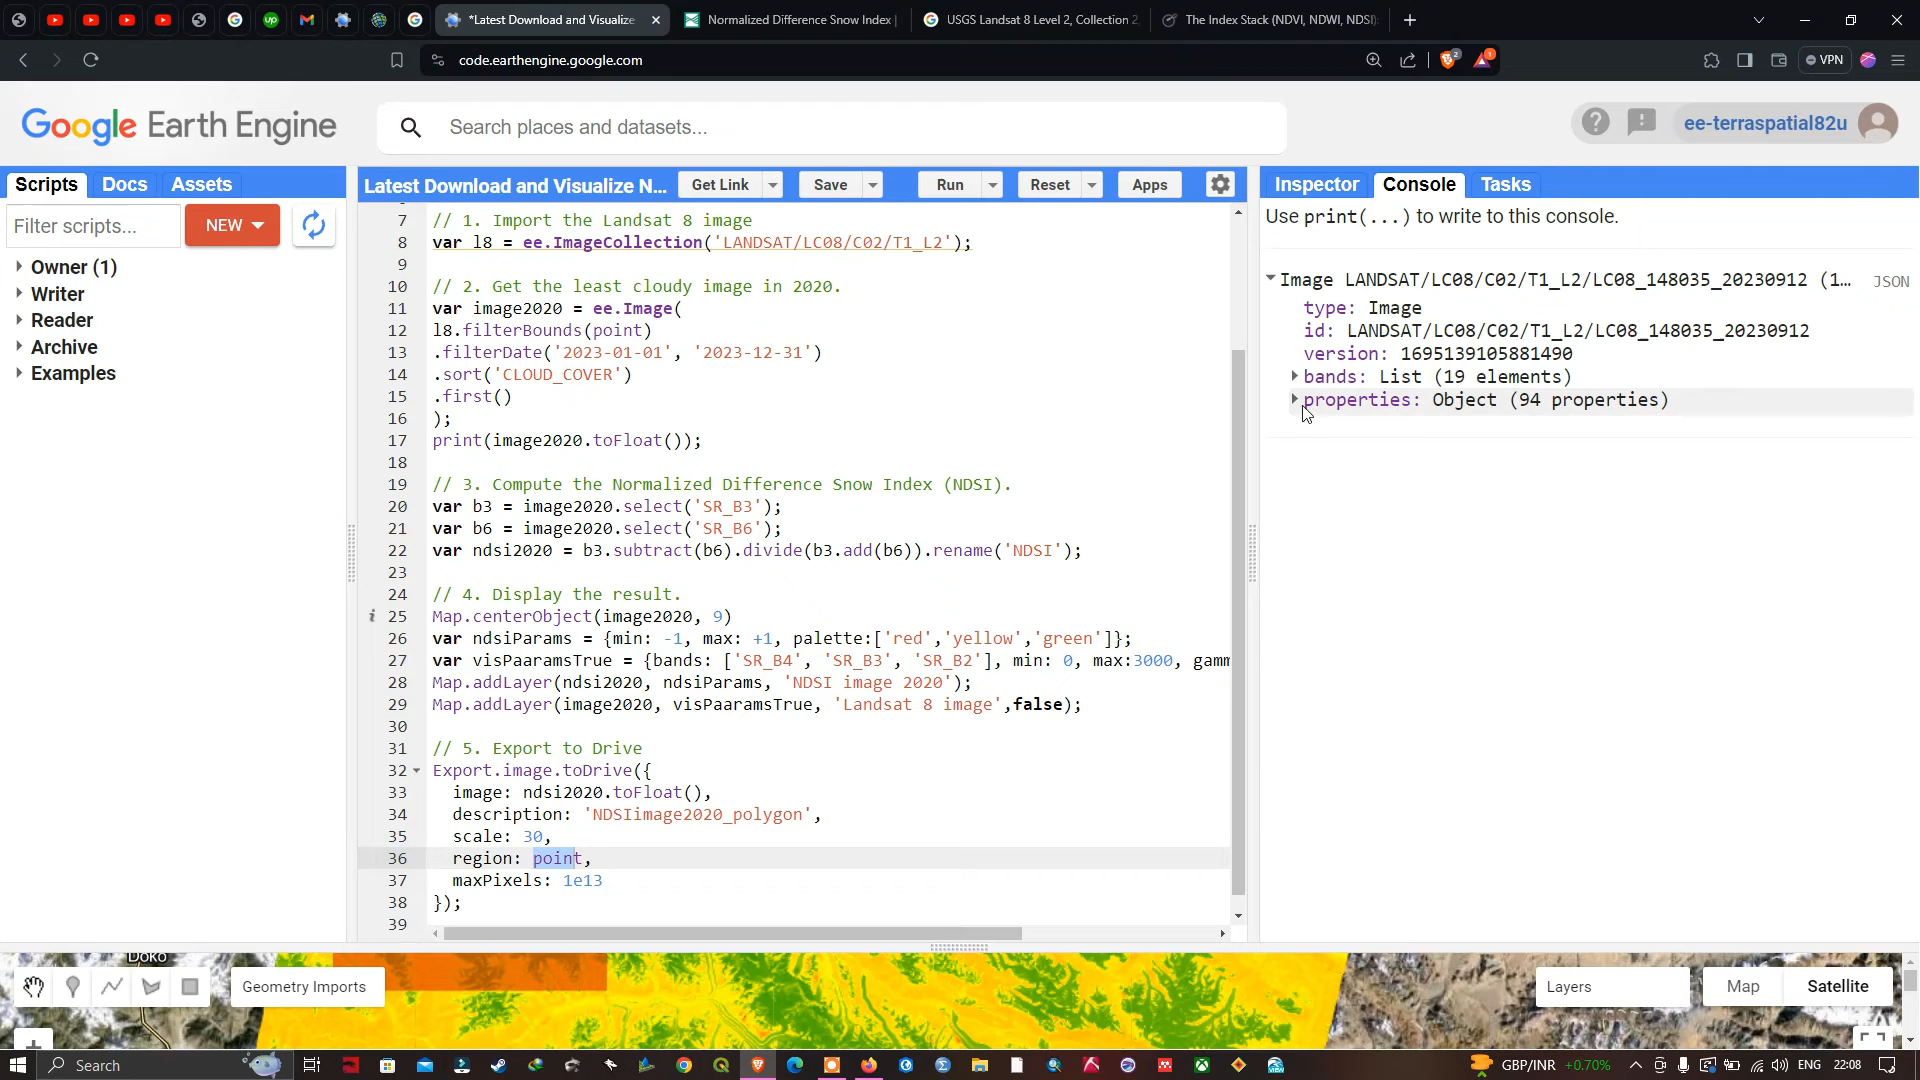 *Latest Download and Visualize
Normalized Difference Snow Index |
USGS Landsat 8 Level 2, Collection 2,
The Index Stack (NDVI, NDWI, NDSI)
code.earthengine.google.com
VPN
Google Earth Engine
Search places and datasets...
ee-terraspatial82u
Scripts
Docs
Assets
Latest Download and Visualize N...
Get Link
Save
Run
Reset
Apps
Inspector
Console
Tasks
Filter scripts...
NEW
Owner (1)
Writer
Reader
Archive
Examples
7 // 1. Import the Landsat 8 image
8 var l8 = ee.ImageCollection('LANDSAT/LC08/C02/T1_L2');
9
10 // 2. Get the least cloudy image in 2020.
11 var image2020 = ee.Image(
12 l8.filterBounds(point)
13 .filterDate('2023-01-01', '2023-12-31')
14 .sort('CLOUD_COVER')
15 .first()
16 );
17 print(image2020.toFloat());
18
19 // 3. Compute the Normalized Difference Snow Index (NDSI).
20 var b3 = image2020.select('SR_B3');
21 var b6 = image2020.select('SR_B6');
22 var ndsi2020 = b3.subtract(b6).divide(b3.add(b6)).rename('NDSI');
23
24 // 4. Display the result.
i 25 Map.centerObject(image2020, 9)
26 var ndsiParams = {min: -1, max: +1, palette:['red','yellow','green']};
27 var visPaaramsTrue = {bands: ['SR_B4', 'SR_B3', 'SR_B2'], min: 0, max:3000, gamm
28 Map.addLayer(ndsi2020, ndsiParams, 'NDSI image 2020');
29 Map.addLayer(image2020, visPaaramsTrue, 'Landsat 8 image',false);
30
31 // 5. Export to Drive
32 Export.image.toDrive({
33 image: ndsi2020.toFloat(),
34 description: 'NDSIimage2020_polygon',
35 scale: 30,
36 region: point,
37 maxPixels: 1e13
38 });
39
Use print(...) to write to this console.
Image LANDSAT/LC08/C02/T1_L2/LC08_148035_20230912 (1...
JSON
type: Image
id: LANDSAT/LC08/C02/T1_L2/LC08_148035_20230912
version: 1695139105881490
bands: List (19 elements)
properties: Object (94 properties)
Doko
Geometry Imports
Layers
Map
Satellite
Search
GBP/INR +0.70%
ENG
22:08